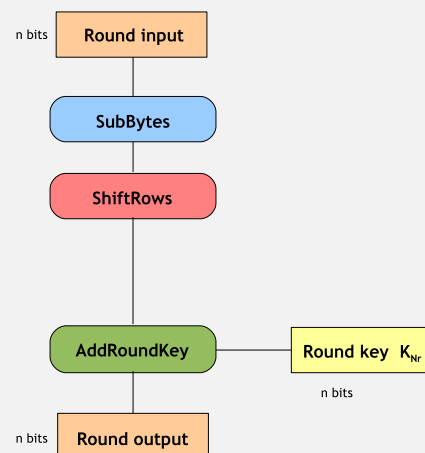 n bits
Round input
SubBytes
ShiftRows
AddRoundKey
Round key K_Nr
n bits
n bits
Round output